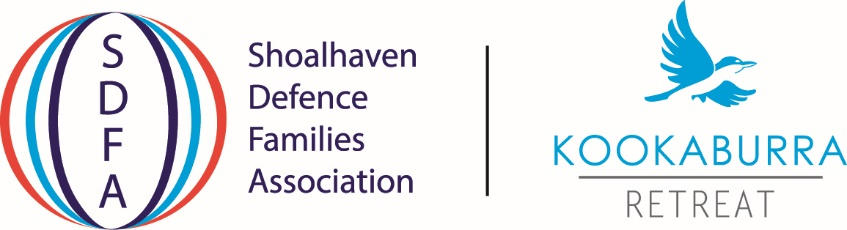 S
D
F
A
Shoalhaven
Defence
Families
Association
KOOKABURRA
RETREAT